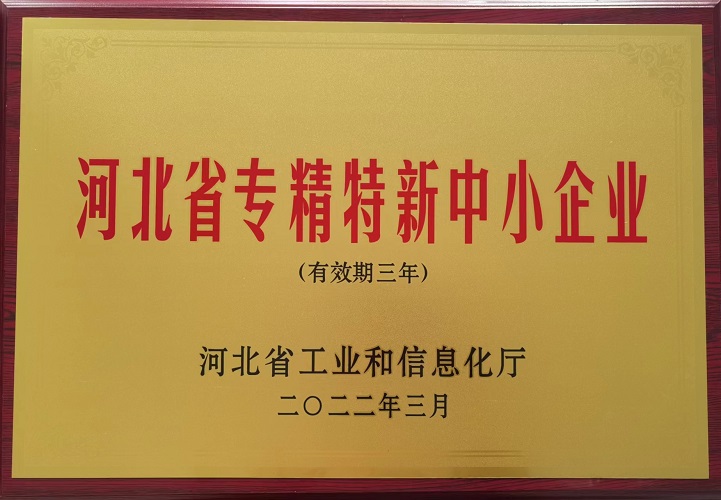 河北省专精特新中小企业
(有效期三年)
河北省工业和信息化厅
二〇二二年三月